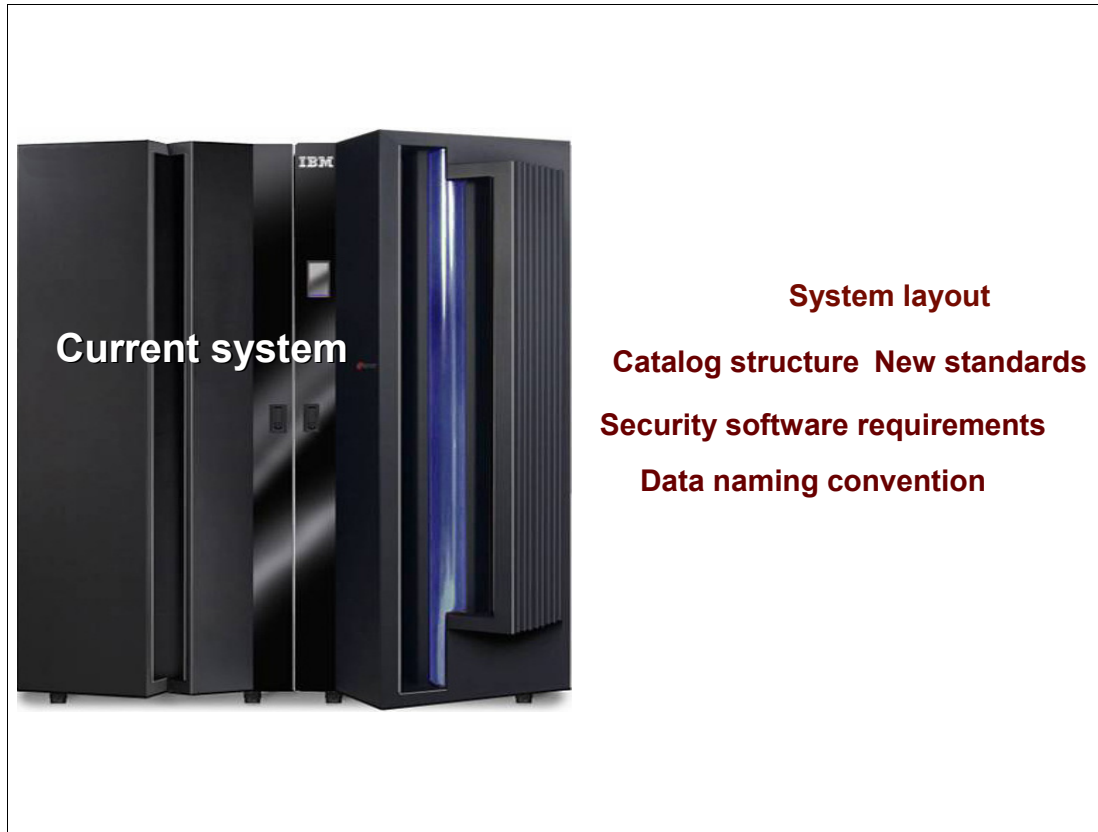 IBM
System layout
Current system
Catalog structure New standards
Security software requirements
Data naming convention